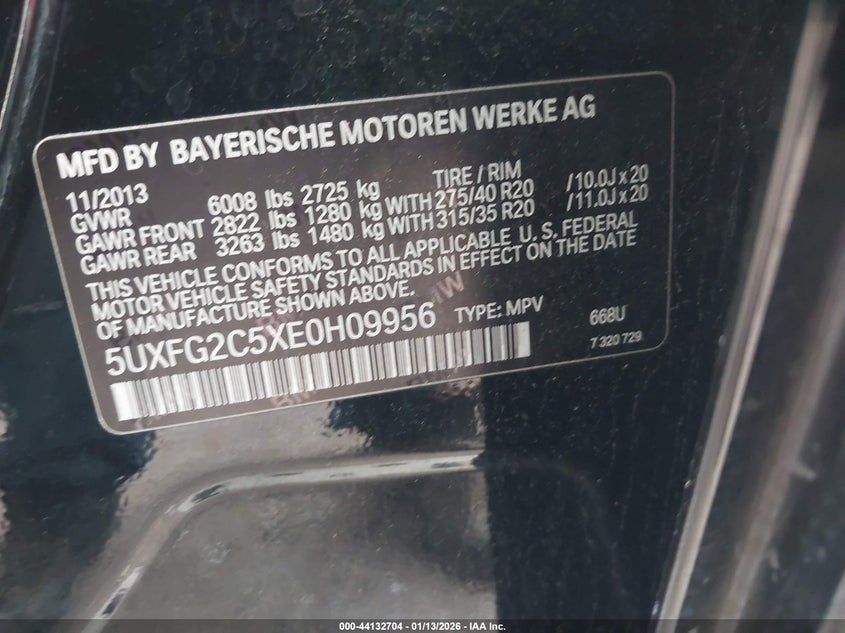 MFD BY BAYERISCHE MOTOREN WERKE AG
11/2013 TIRE / RIM
GVWR 6008 lbs 2725 kg
GAWR FRONT 2822 lbs 1280 kg WITH 275/40 R20 /10.0J x 20
GAWR REAR 3263 lbs 1480 kg WITH 315/35 R20 /11.0J x 20
THIS VEHICLE CONFORMS TO ALL APPLICABLE U. S. FEDERAL
MOTOR VEHICLE SAFETY STANDARDS IN EFFECT ON THE DATE
OF MANUFACTURE SHOWN ABOVE.
5UXFG2C5XE0H09956 TYPE: MPV 668U
7 320 729
000-44132704 - 01/13/2026 - IAA Inc.